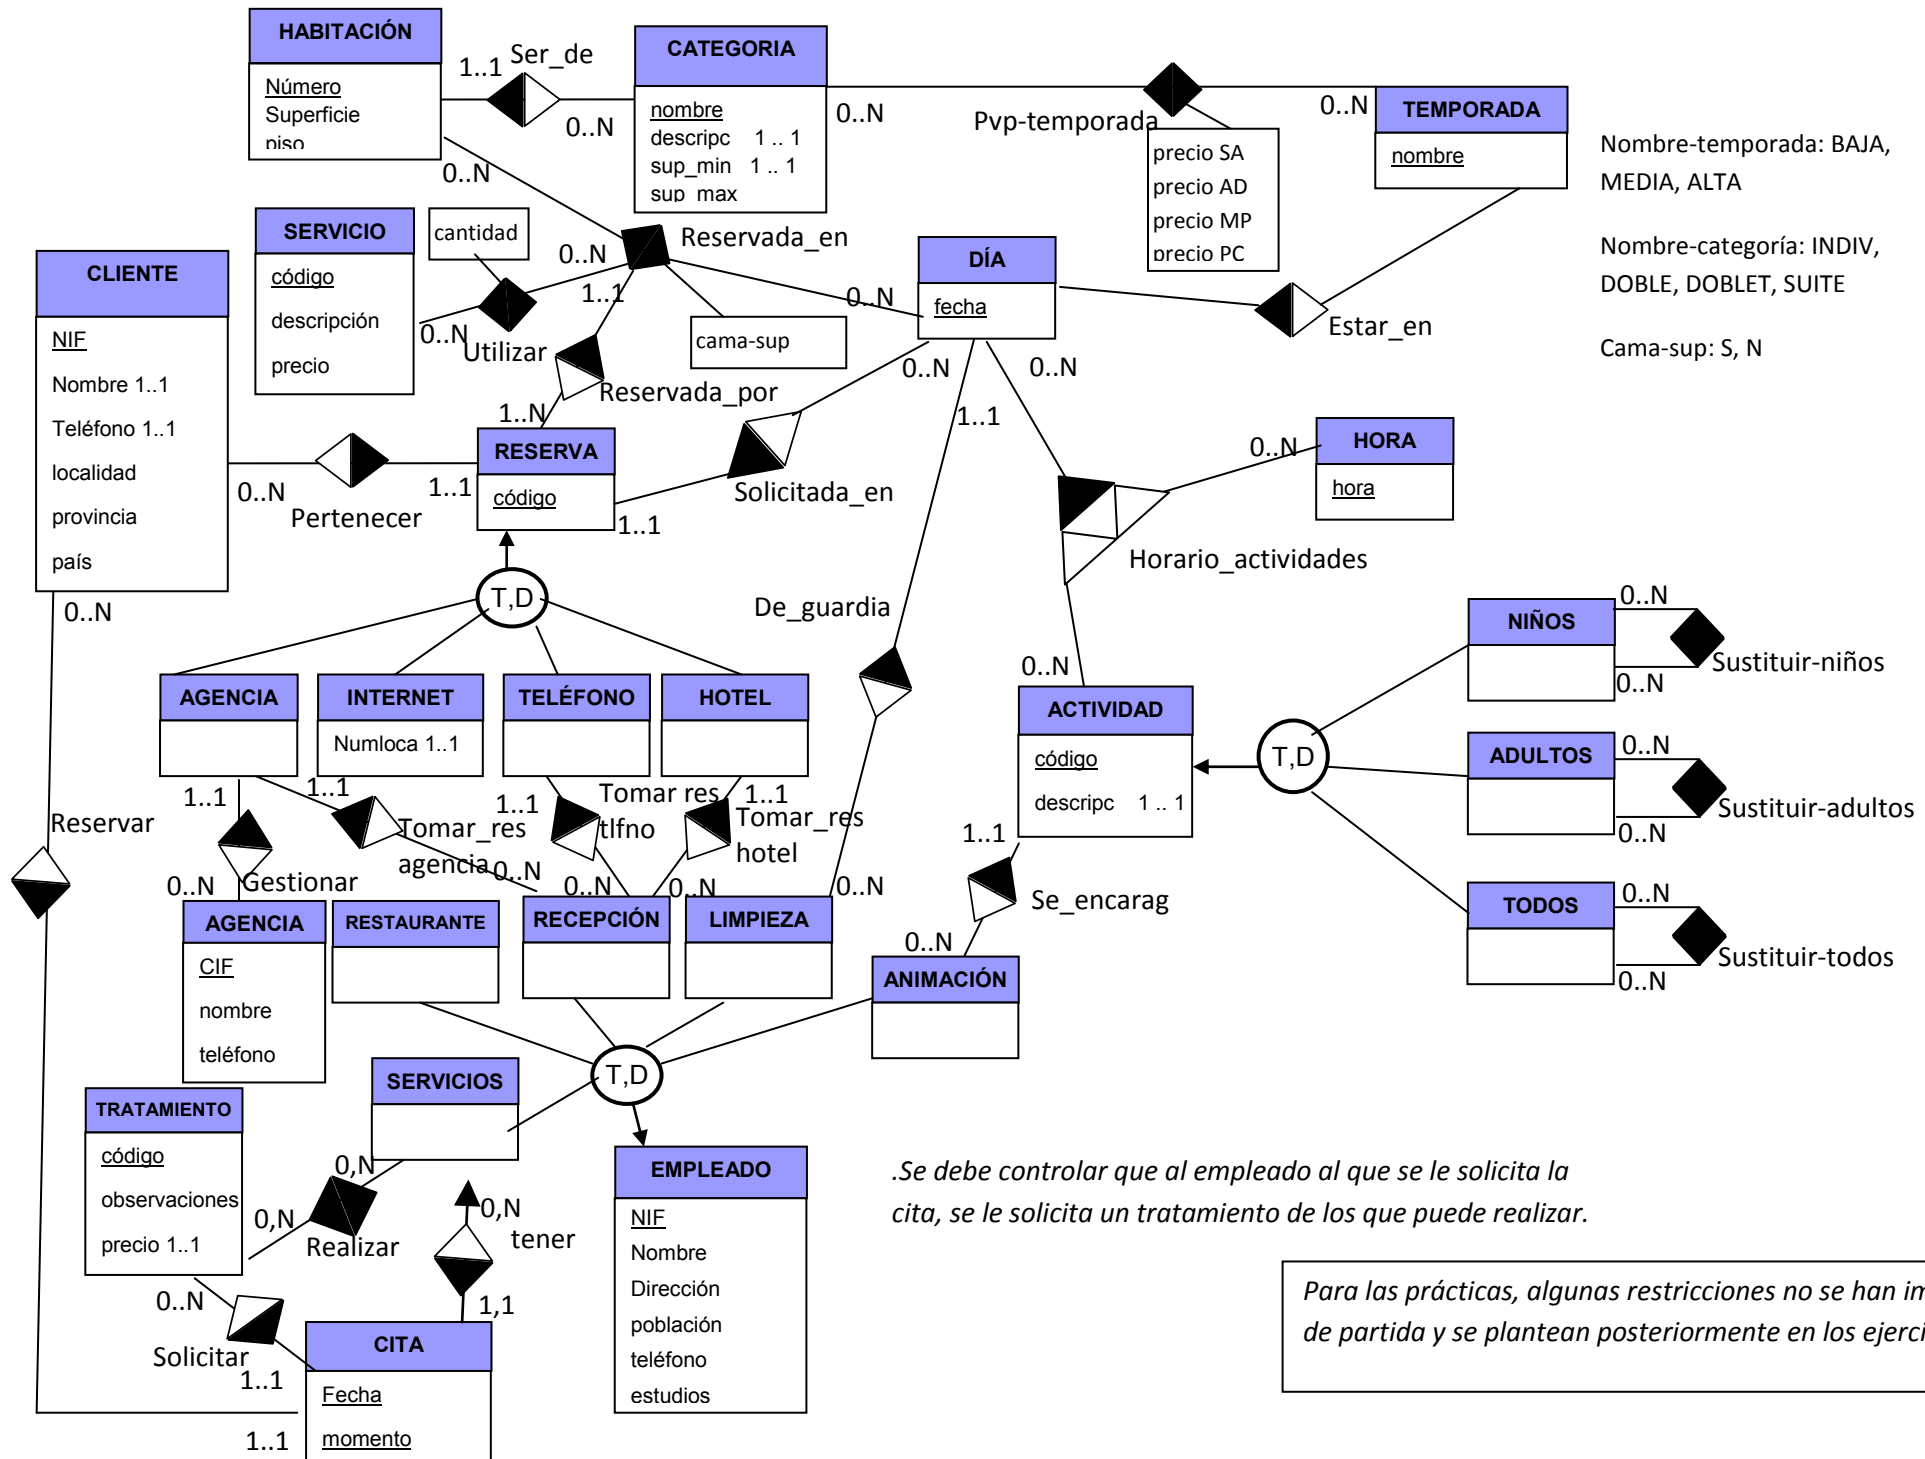 HABITACIÓN
Número
Superficie
piso
1..1
Ser_de
0..N
CATEGORIA
nombre
descripc 1 .. 1
sup_min 1 .. 1
sup_max
0..N
Pvp-temporada
precio SA
precio AD
precio MP
precio PC
0..N
TEMPORADA
nombre
Nombre-temporada: BAJA,
MEDIA, ALTA
Nombre-categoría: INDIV,
DOBLE, DOBLET, SUITE
Cama-sup: S, N
0..N
SERVICIO
código
descripción
precio
cantidad
0..N
Reservada_en
1..1
0..N
Utilizar
cama-sup
0..N
DÍA
fecha
Estar_en
CLIENTE
NIF
Nombre 1..1
Teléfono 1..1
localidad
provincia
país
Reservada_por
1..N
0..N
0..N
1..1
RESERVA
código
0..N
1..1
Pertenecer
Solicitada_en
1..1
0..N
HORA
hora
Horario_actividades
T,D
0..N
De_guardia
0..N
NIÑOS
Sustituir-niños
0..N
AGENCIA
INTERNET
Numloca 1..1
TELÉFONO
HOTEL
0..N
ACTIVIDAD
código
descripc 1 .. 1
T,D
0..N
ADULTOS
Sustituir-adultos
0..N
1..1
1..1
1..1
Tomar res
tlfno
1..1
Tomar_res
hotel
Reservar
Tomar_res
agencia
1..1
0..N
Gestionar
0..N
0..N
0..N
0..N
Se_encarag
0..N
TODOS
Sustituir-todos
0..N
AGENCIA
CIF
nombre
teléfono
RESTAURANTE
RECEPCIÓN
LIMPIEZA
0..N
ANIMACIÓN
T,D
SERVICIOS
TRATAMIENTO
código
observaciones
precio 1..1
0,N
0,N
Realizar
0,N
tener
EMPLEADO
NIF
Nombre
Dirección
población
teléfono
estudios
.Se debe controlar que al empleado al que se le solicita la
cita, se le solicita un tratamiento de los que puede realizar.
Para las prácticas, algunas restricciones no se han im
de partida y se plantean posteriormente en los ejerci
0..N
Solicitar
1..1
1,1
CITA
Fecha
momento
1..1